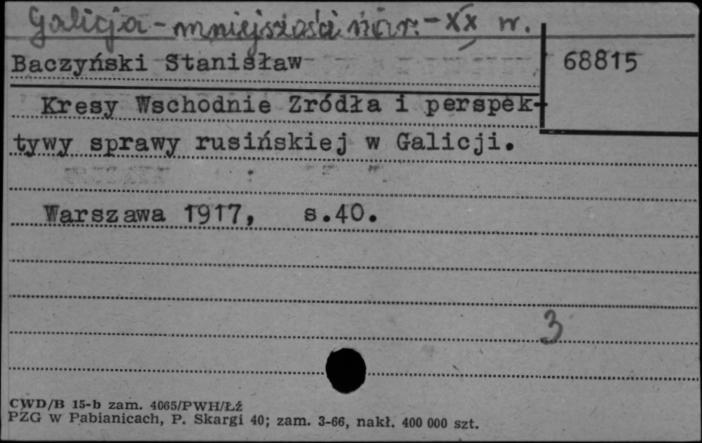 Galicja - mniejszości nar. - XX w.
Baczyński Stanisław
68815
Kresy Wschodnie Zródła i perspek-
tywy sprawy rusińskiej w Galicji.
Warszawa 1917, s.40.
3
CWD/B 15-b zam. 4065/PWH/Łź
PZG w Pabianicach, P. Skargi 40; zam. 3-66, nakł. 400 000 szt.